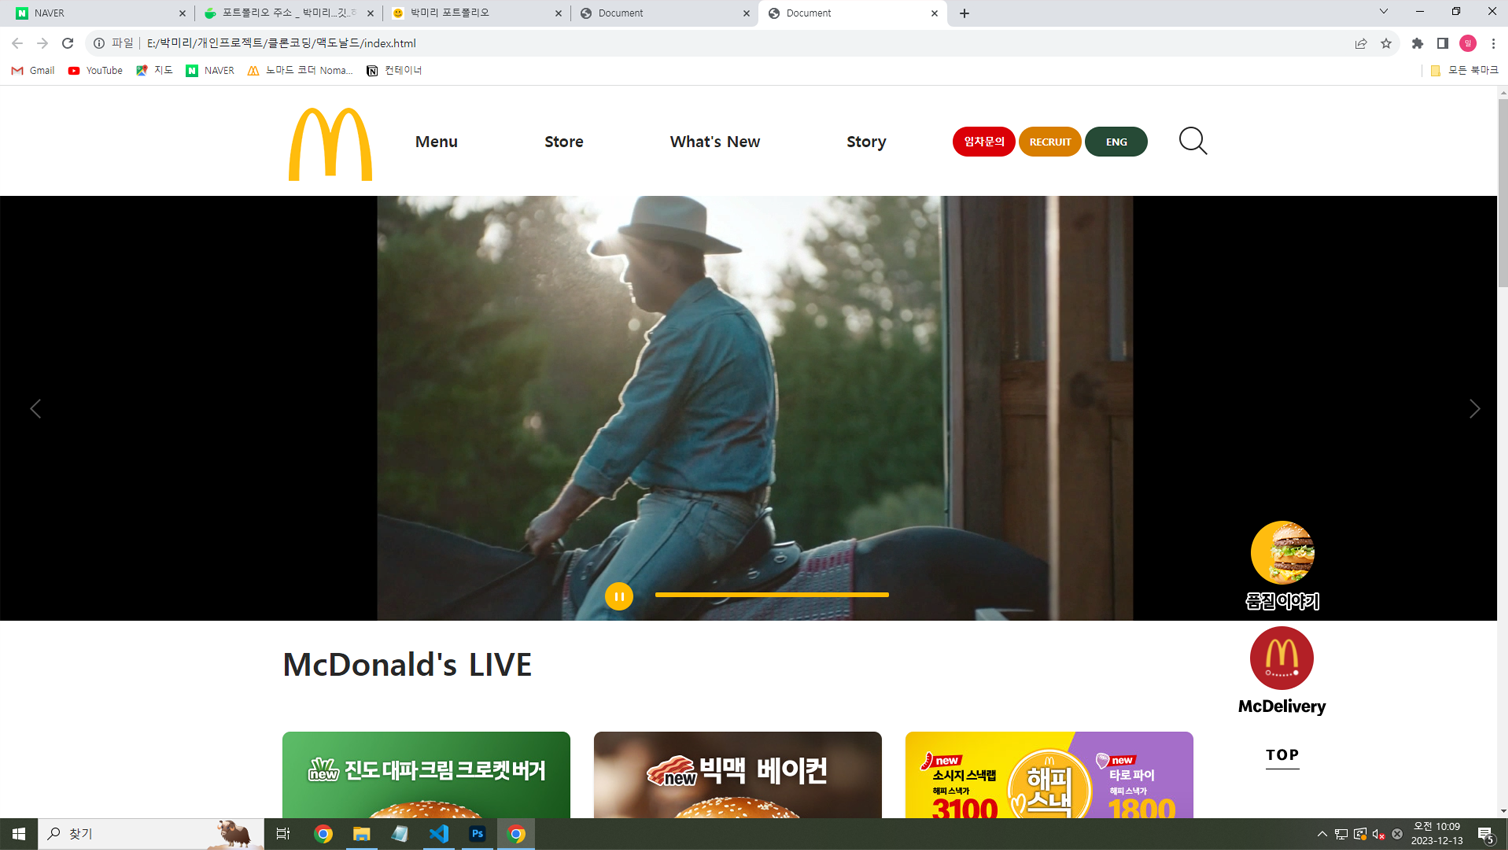 NAVER
포트폴리오 주소 _ 박미리...깃..
박미리 포트폴리오
Document
Document
파일
E:/박미리/개인프로젝트/클론코딩/맥도날드/index.html
Gmail
YouTube
지도
NAVER
노마드 코더 Noma...
컨테이너
모든 북마크
Menu
Store
What's New
Story
임차문의
RECRUIT
ENG
품질 이야기
McDonald's LIVE
McDelivery
TOP
new 진도 대파 크림 크로켓 버거
new 빅맥 베이컨
new
소시지 스낵랩
해피 스낵가
3100
해피
스낵
new
타로 파이
해피 스낵가
1800
찾기
Ps
오전 10:09
2023-12-13
5